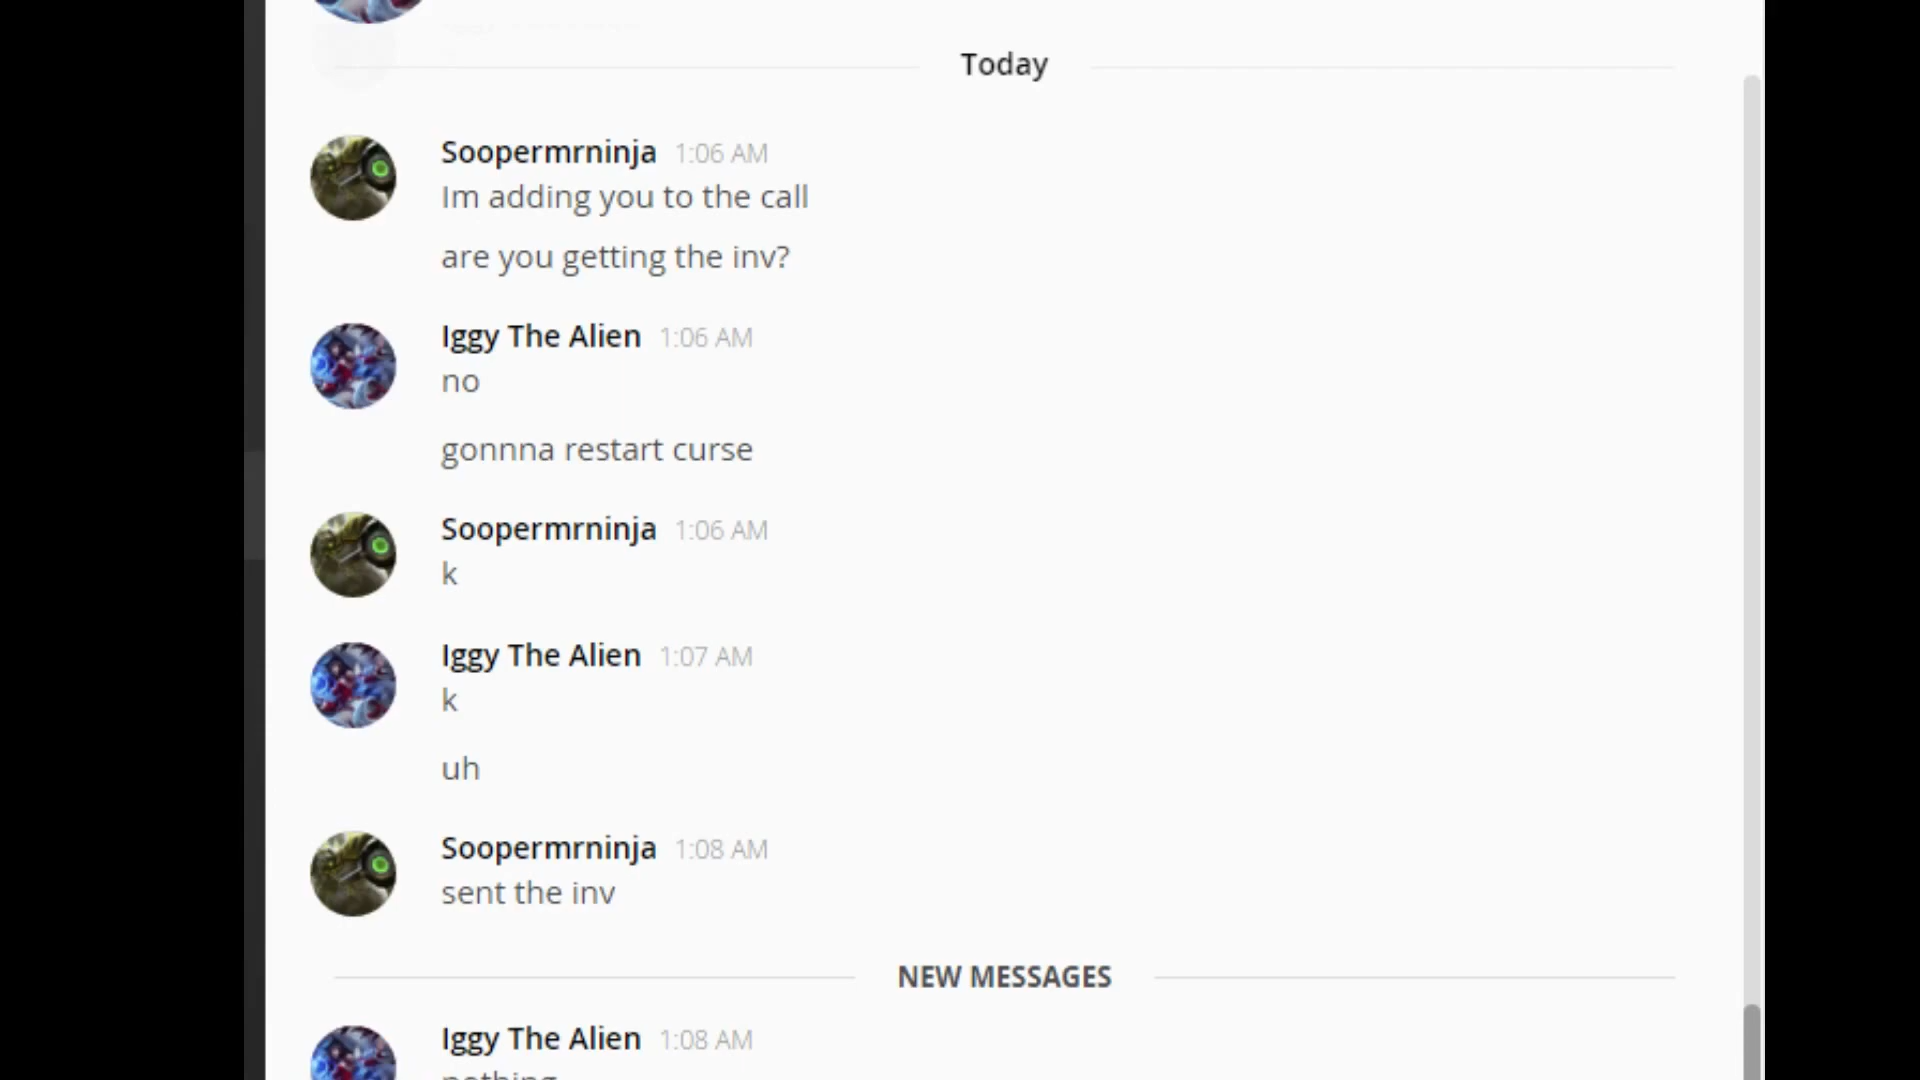 Today
Soopermrninja 1:06 AM
Im adding you to the call
are you getting the inv?
Iggy The Alien 1:06 AM
no
gonnna restart curse
Soopermrninja 1:06 AM
k
Iggy The Alien 1:07 AM
k
uh
Soopermrninja 1:08 AM
sent the inv
NEW MESSAGES
Iggy The Alien 1:08 AM
nothing